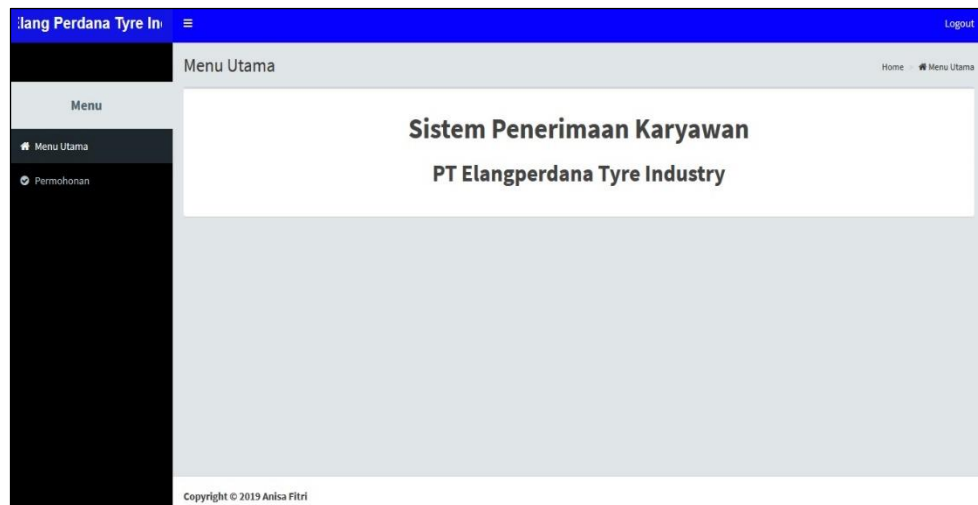 lang Perdana Tyre In
Logout
Menu Utama
Home > Menu Utama
Menu
Menu Utama
Permohonan
Sistem Penerimaan Karyawan
PT Elangperdana Tyre Industry
Copyright © 2019 Anisa Fitri